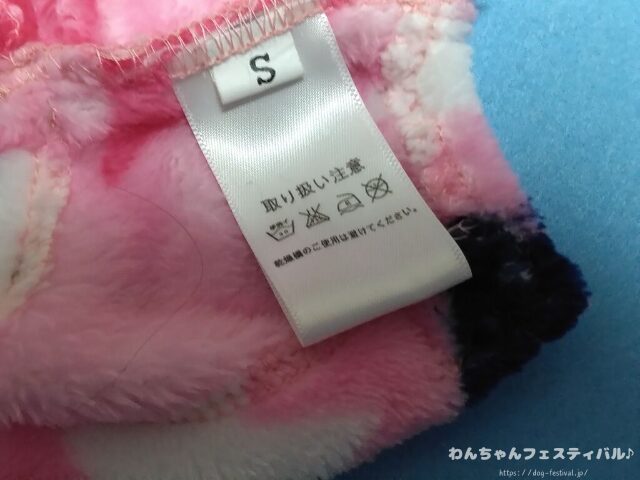 S
取り扱い注意
乾燥機のご使用は避けてください。
わんちゃんフェスティバル♪
https://dog-festival.jp/